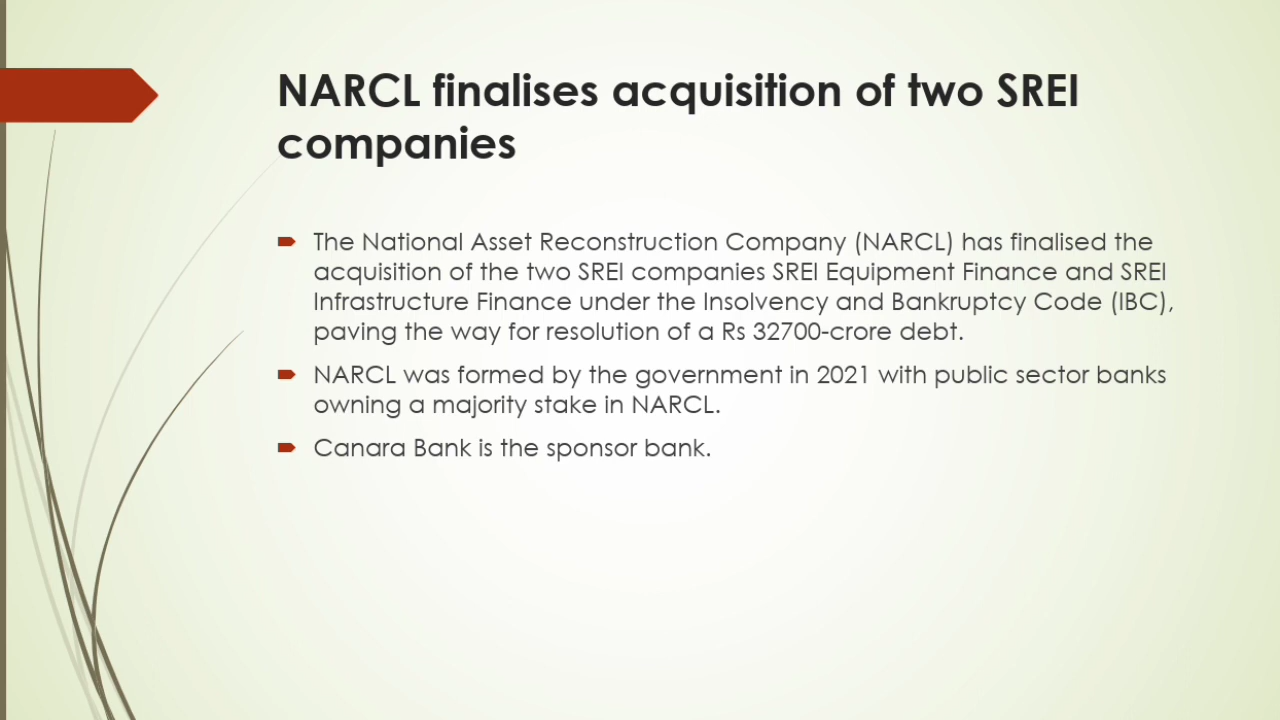 NARCL finalises acquisition of two SREI
companies
The National Asset Reconstruction Company (NARCL) has finalised the
acquisition of the two SREI companies SREI Equipment Finance and SREI
Infrastructure Finance under the Insolvency and Bankruptcy Code (IBC),
paving the way for resolution of a Rs 32700-crore debt.
NARCL was formed by the government in 2021 with public sector banks
owning a majority stake in NARCL.
Canara Bank is the sponsor bank.